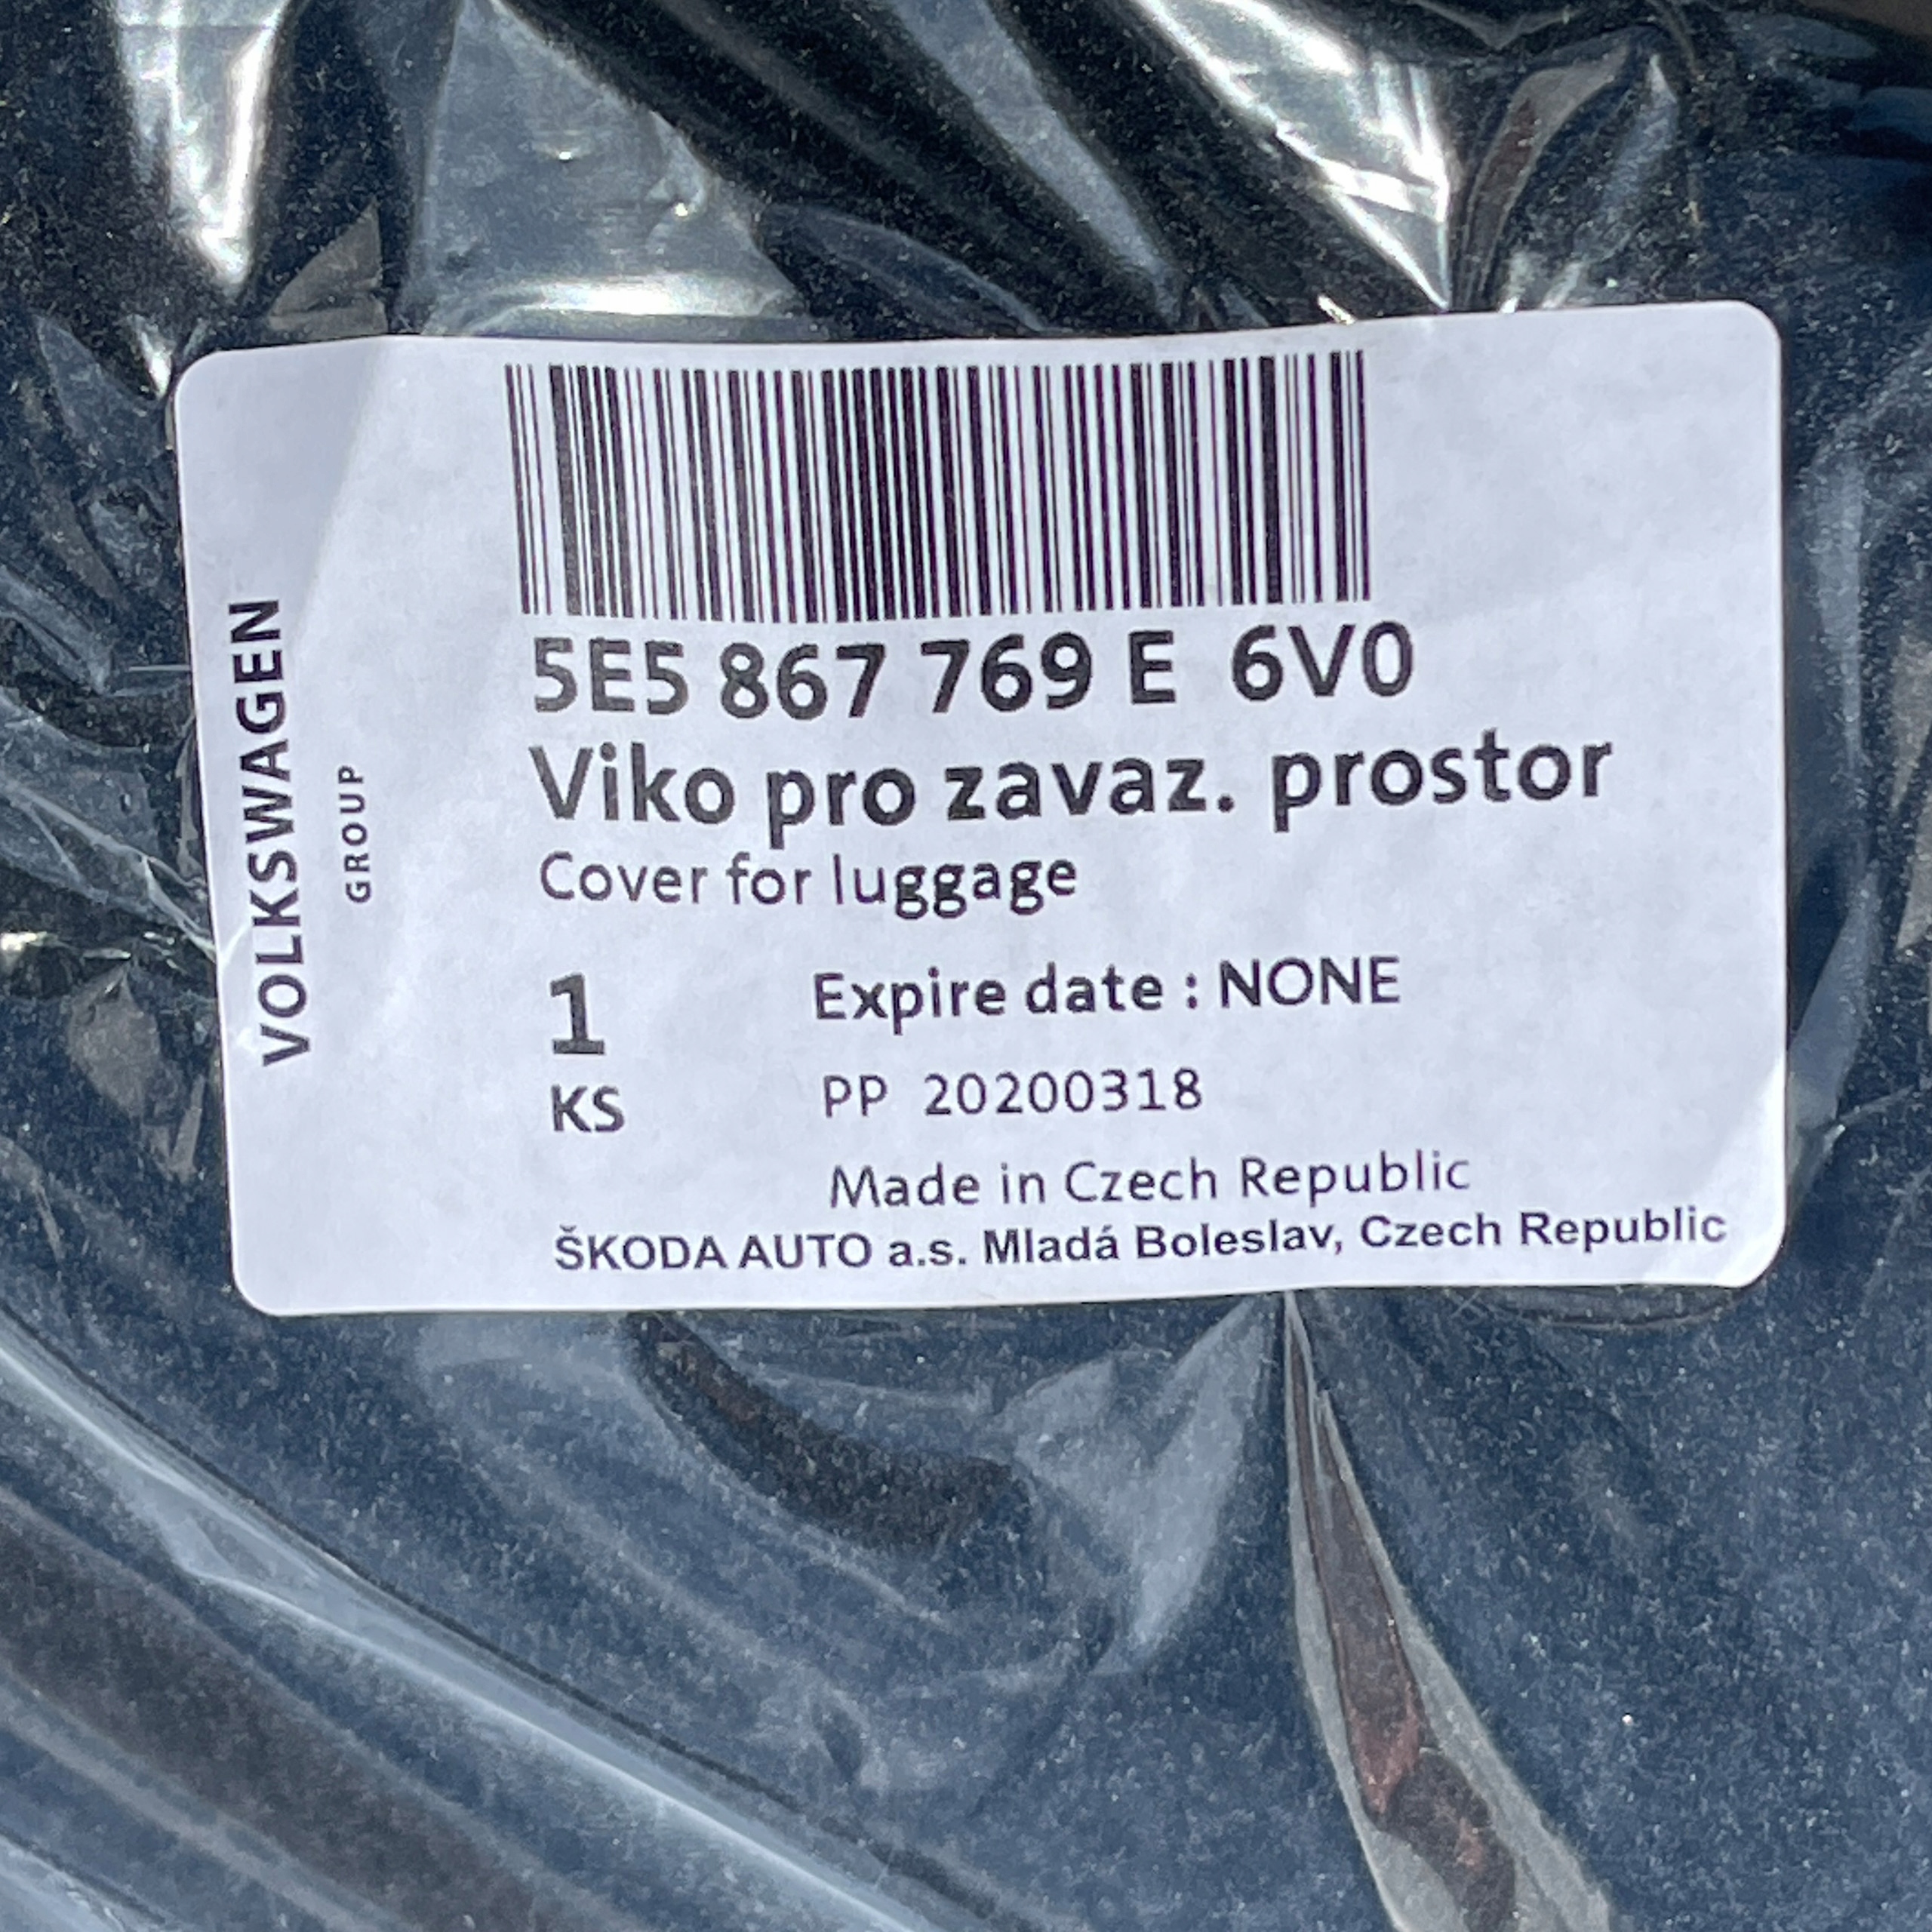 VOLKSWAGEN
GROUP
5E5 867 769 E 6V0
Viko pro zavaz. prostor
Cover for luggage
1
KS
Expire date : NONE
PP 20200318
Made in Czech Republic
ŠKODA AUTO a.s. Mladá Boleslav, Czech Republic